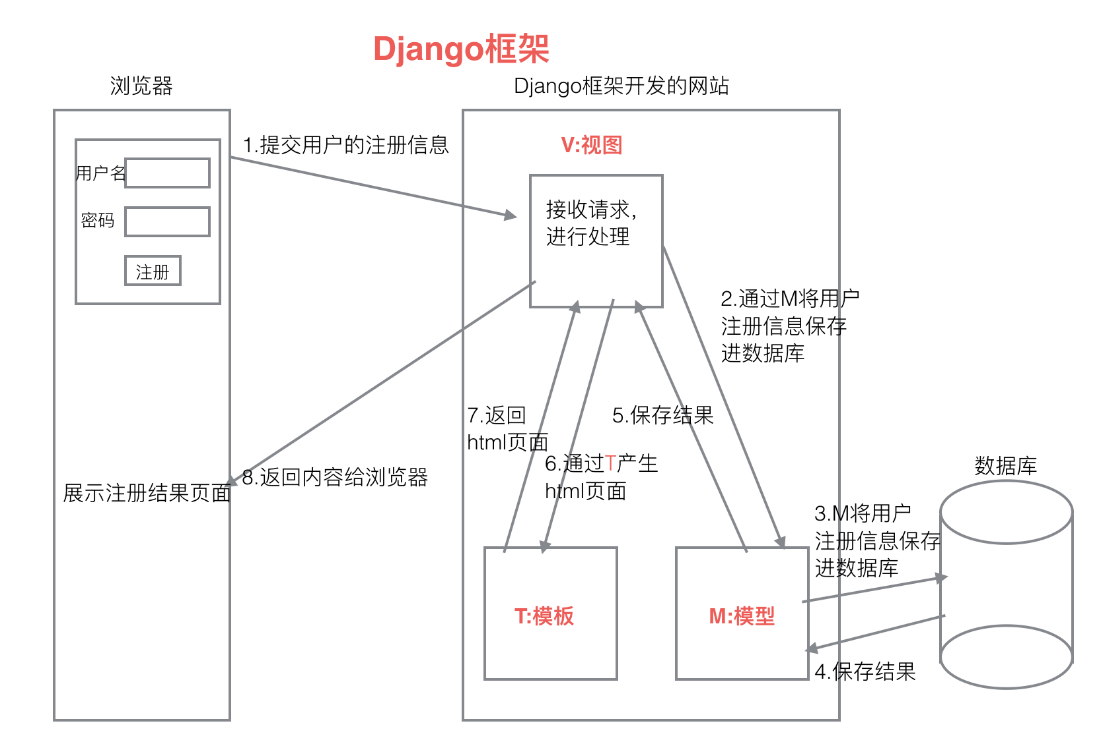 Django框架
浏览器
Django框架开发的网站
用户名
密码
注册
1.提交用户的注册信息
V:视图
接收请求，
进行处理
2.通过M将用户
注册信息保存
进数据库
7.返回
html页面
5.保存结果
6.通过T产生
html页面
8.返回内容给浏览器
展示注册结果页面
数据库
3.M将用户
注册信息保存
进数据库
T:模板
M:模型
4.保存结果